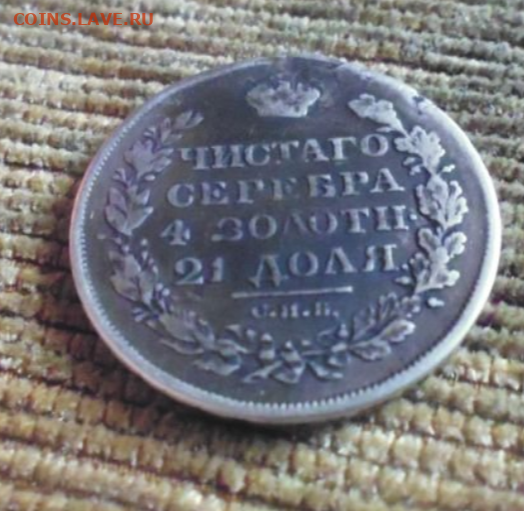 COINS.LAVE.RU
ЧИСТАГО
СЕРЕБРА
4 ЗОЛОТН.
21 ДОЛЯ.
С.П.Б.